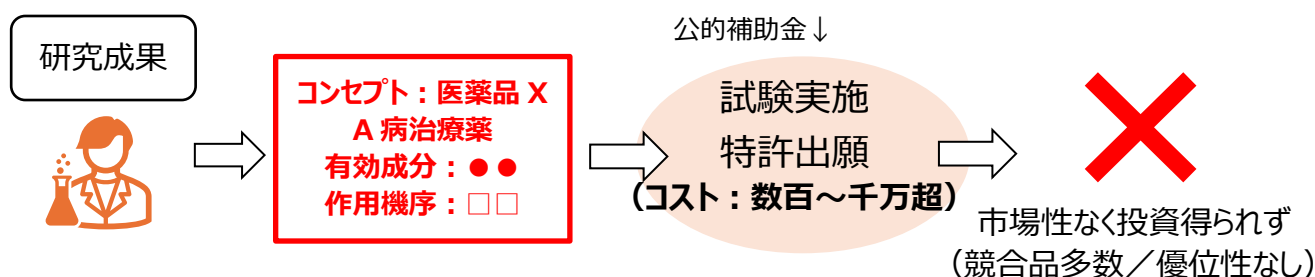 研究成果
コンセプト：医薬品 X
A 病治療薬
有効成分：●●
作用機序：□□
公的補助金↓
試験実施
特許出願
（コスト：数百～千万超）
市場性なく投資得られず
（競合品多数／優位性なし）